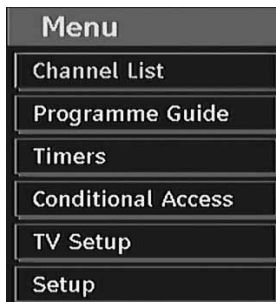 Menu
Channel List
Programme Guide
Timers
Conditional Access
TV Setup
Setup